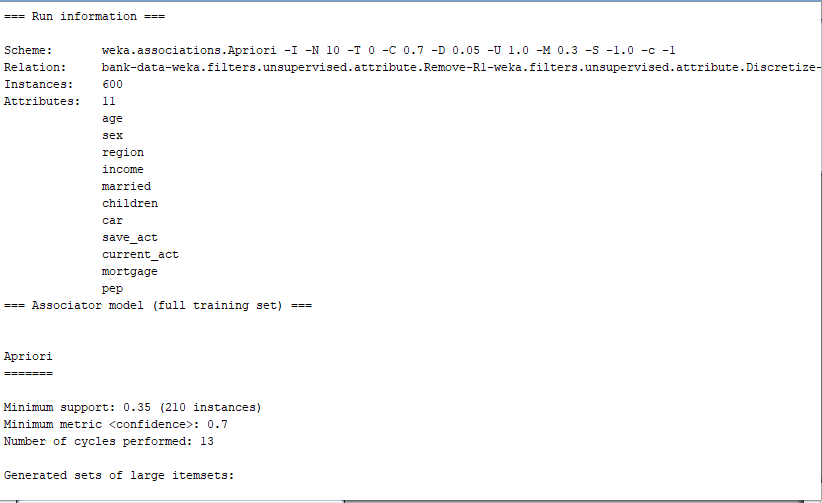 === Run information ===
Scheme: weka.associations.Apriori -I -N 10 -T 0 -C 0.7 -D 0.05 -U 1.0 -M 0.3 -S -1.0 -c -1
Relation: bank-data-weka.filters.unsupervised.attribute.Remove-R1-weka.filters.unsupervised.attribute.Discretize-
Instances: 600
Attributes: 11
age
sex
region
income
married
children
car
save_act
current_act
mortgage
pep
=== Associator model (full training set) ===
Apriori
=======
Minimum support: 0.35 (210 instances)
Minimum metric <confidence>: 0.7
Number of cycles performed: 13
Generated sets of large itemsets: